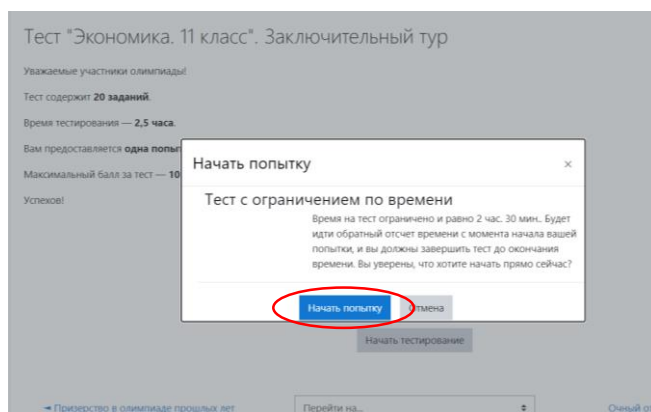 Тест "Экономика. 11 класс". Заключительный тур
Уважаемые участники олимпиады!
Тест содержит 20 заданий.
Время тестирования — 2,5 часа.
Вам предоставляется одна
Максимальный балл за тест —
Успехов!
Начать попытку ×
Тест с ограничением по времени
Время на тест ограничено и равно 2 час. 30 мин.. Будет
идти обратный отсчет времени с момента начала вашей
попытки, и вы должны завершить тест до окончания
времени. Вы уверены, что хотите начать прямо сейчас?
Начать попытку Отмена
Начать тестирование
→ Призерство в олимпиаде прошлых лет Перейти на... Очный